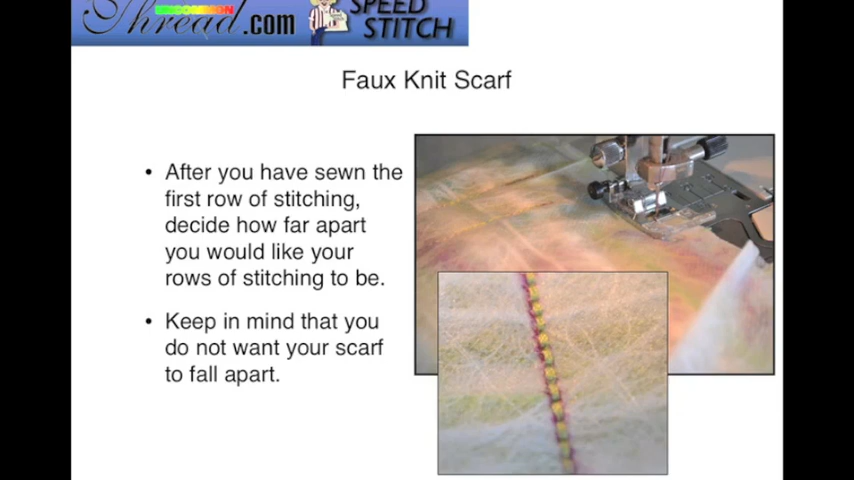 UNCOMMON
Thread.com
SPEED
STITCH
Faux Knit Scarf
• After you have sewn the
first row of stitching,
decide how far apart
you would like your
rows of stitching to be.
• Keep in mind that you
do not want your scarf
to fall apart.